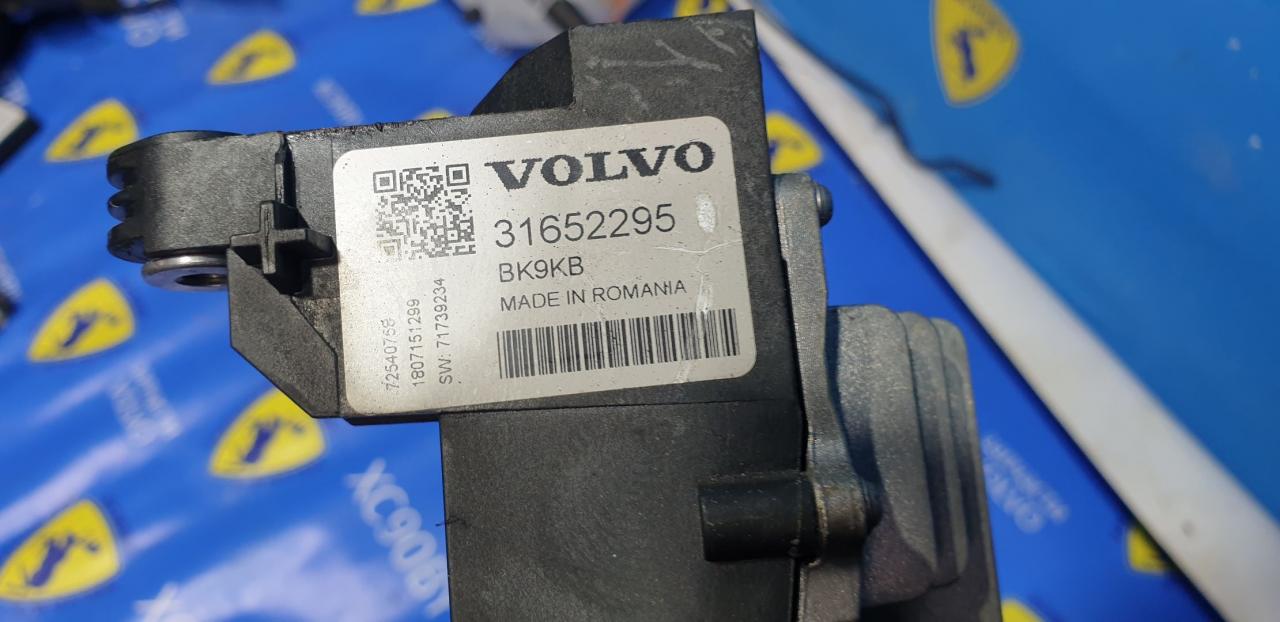 VOLVO
31652295
BK9KB
MADE IN ROMANIA
72540768
1807151299
SW: 71739234